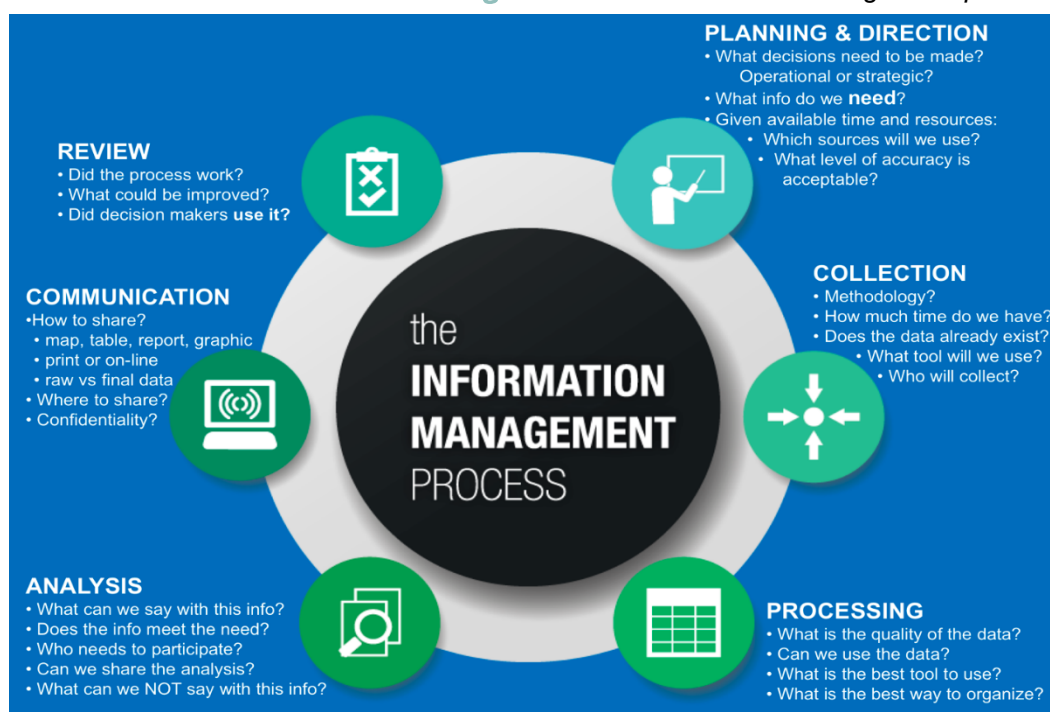 PLANNING & DIRECTION
• What decisions need to be made?
Operational or strategic?
• What info do we need?
• Given available time and resources:
• Which sources will we use?
• What level of accuracy is
acceptable?
COLLECTION
• Methodology?
• How much time do we have?
• Does the data already exist?
• What tool will we use?
• Who will collect?
PROCESSING
• What is the quality of the data?
• Can we use the data?
• What is the best tool to use?
• What is the best way to organize?
ANALYSIS
• What can we say with this info?
• Does the info meet the need?
• Who needs to participate?
• Can we share the analysis?
• What can we NOT say with this info?
COMMUNICATION
•How to share?
• map, table, report, graphic
• print or on-line
• raw vs final data
• Where to share?
• Confidentiality?
REVIEW
• Did the process work?
• What could be improved?
• Did decision makers use it?
the
INFORMATION
MANAGEMENT
PROCESS